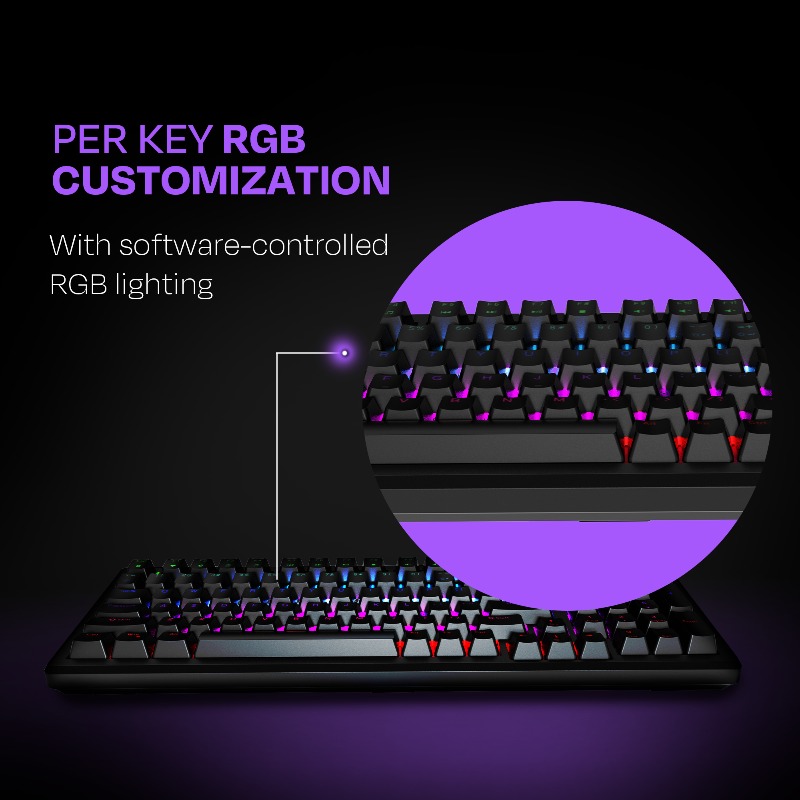 PER KEY RGB
CUSTOMIZATION
With software-controlled
RGB lighting